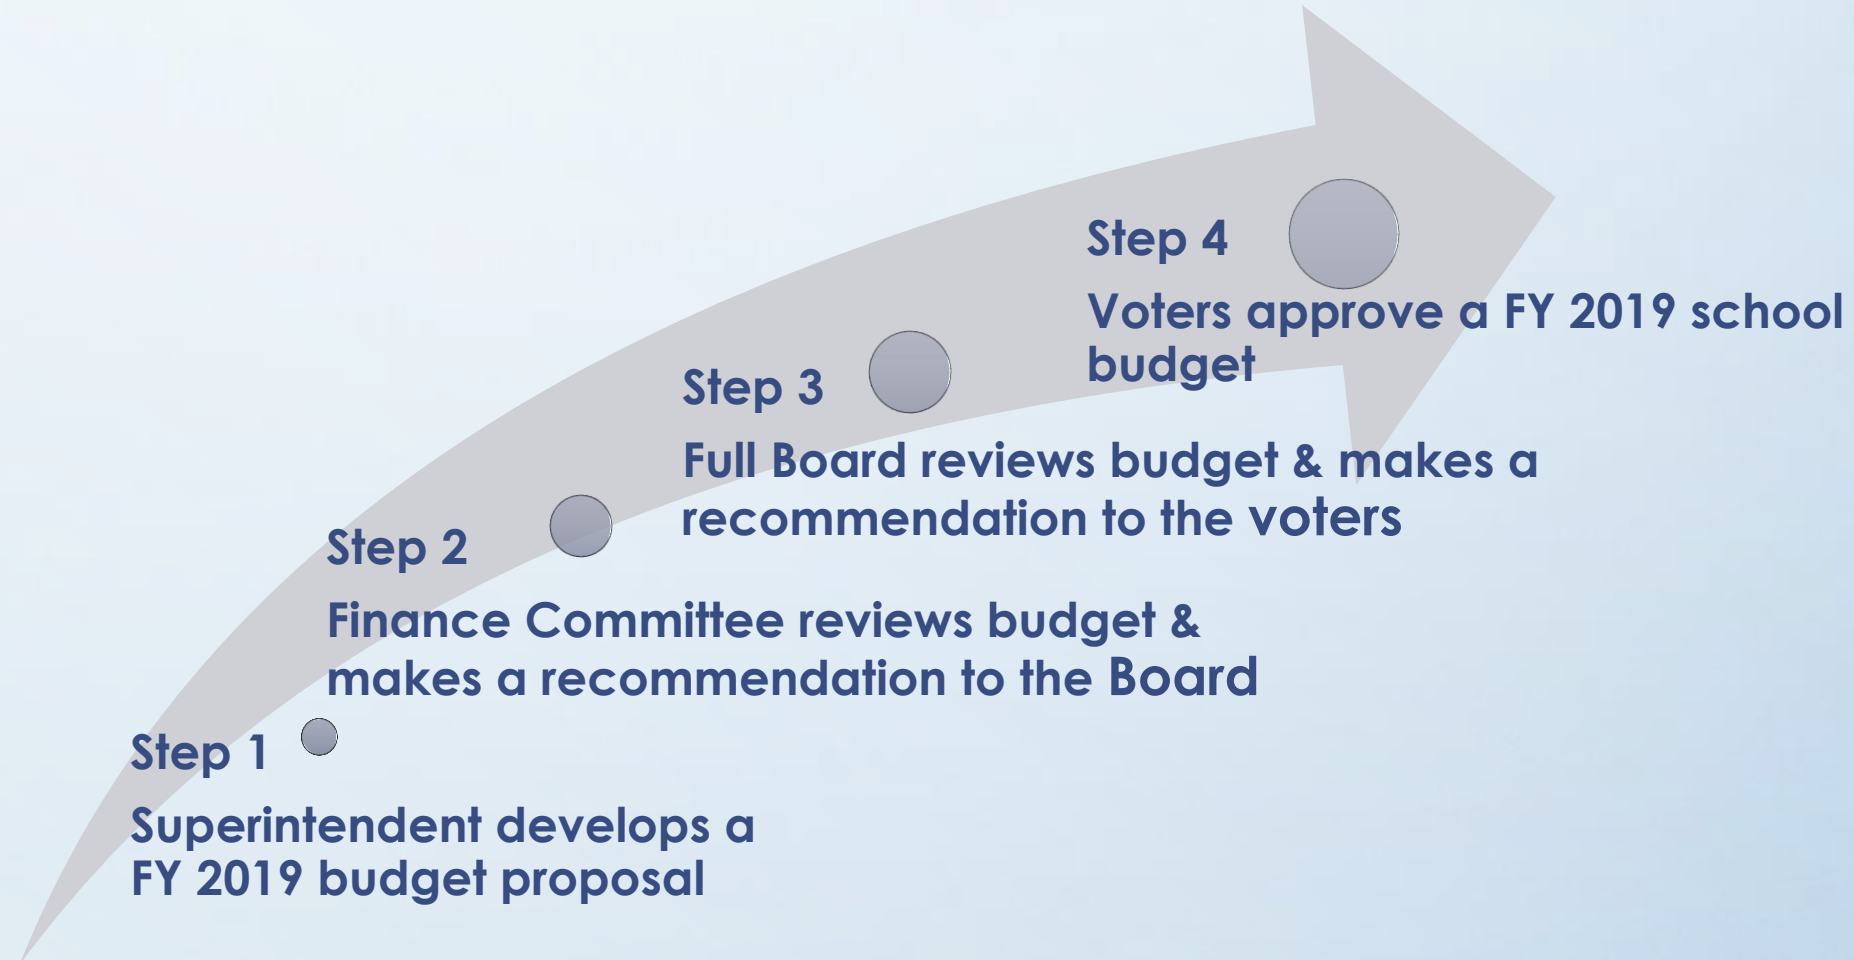 Step 4
Voters approve a FY 2019 school
budget
Step 3
Full Board reviews budget & makes a
recommendation to the voters
Step 2
Finance Committee reviews budget &
makes a recommendation to the Board
Step 1
Superintendent develops a
FY 2019 budget proposal